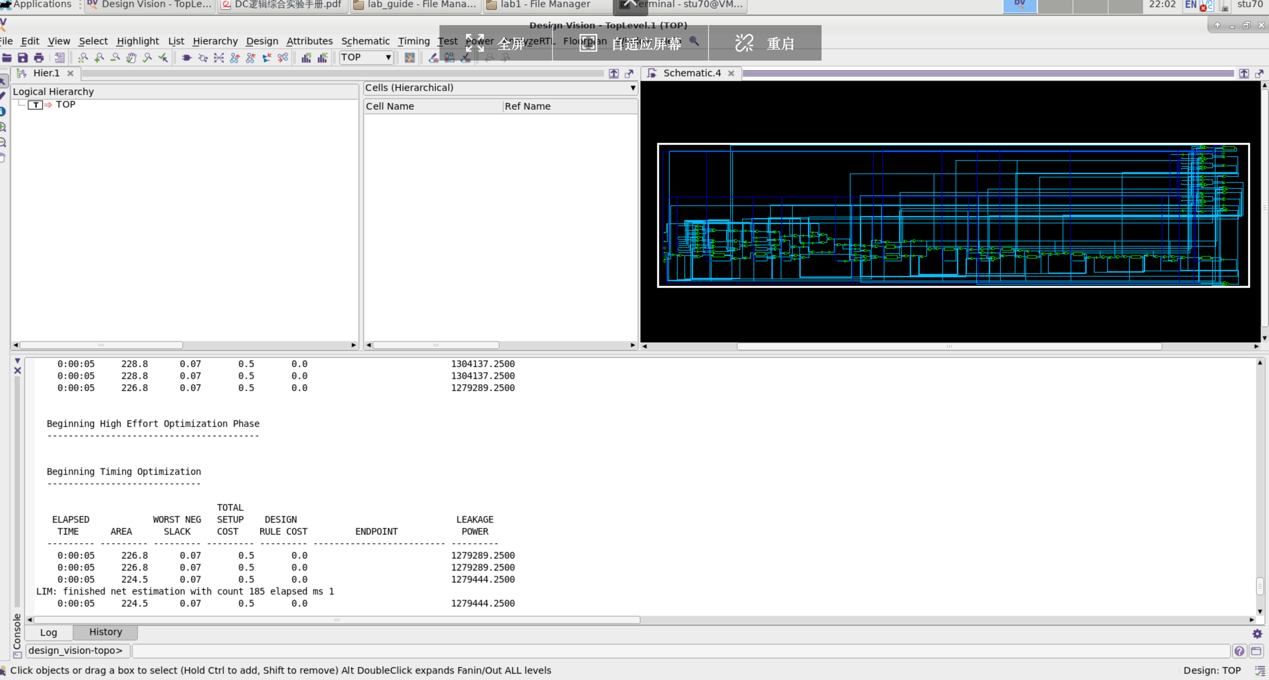 Applications
Design Vision - TopLe...
DC逻辑综合实验手册.pdf
lab_guide - File Mana...
lab1 - File Manager
Terminal - stu70@VM...
DV
22:02
EN
stu70
Design Vision - TopLevel.1 (TOP)
File Edit View Select Highlight List Hierarchy Design Attributes Schematic Timing Test Power AnalyzeRTL Floorplan
全屏
自适应屏幕
重启
TOP
Hier.1
Schematic.4
Logical Hierarchy
TOP
Cells (Hierarchical)
Cell Name Ref Name
0:00:05 228.8 0.07 0.5 0.0 1304137.2500
0:00:05 228.8 0.07 0.5 0.0 1304137.2500
0:00:05 226.8 0.07 0.5 0.0 1279289.2500
Beginning High Effort Optimization Phase
----------------------------------------
Beginning Timing Optimization
-----------------------------
TOTAL
ELAPSED WORST NEG SETUP DESIGN LEAKAGE
TIME AREA SLACK COST RULE COST ENDPOINT POWER
--------- --------- --------- --------- --------- ------------------------- ---------
0:00:05 226.8 0.07 0.5 0.0 1279289.2500
0:00:05 226.8 0.07 0.5 0.0 1279289.2500
0:00:05 224.5 0.07 0.5 0.0 1279444.2500
LIM: finished net estimation with count 185 elapsed ms 1
0:00:05 224.5 0.07 0.5 0.0 1279444.2500
Console
Log History
design_vision-topo>
Click objects or drag a box to select (Hold Ctrl to add, Shift to remove) Alt DoubleClick expands Fanin/Out ALL levels
Design: TOP